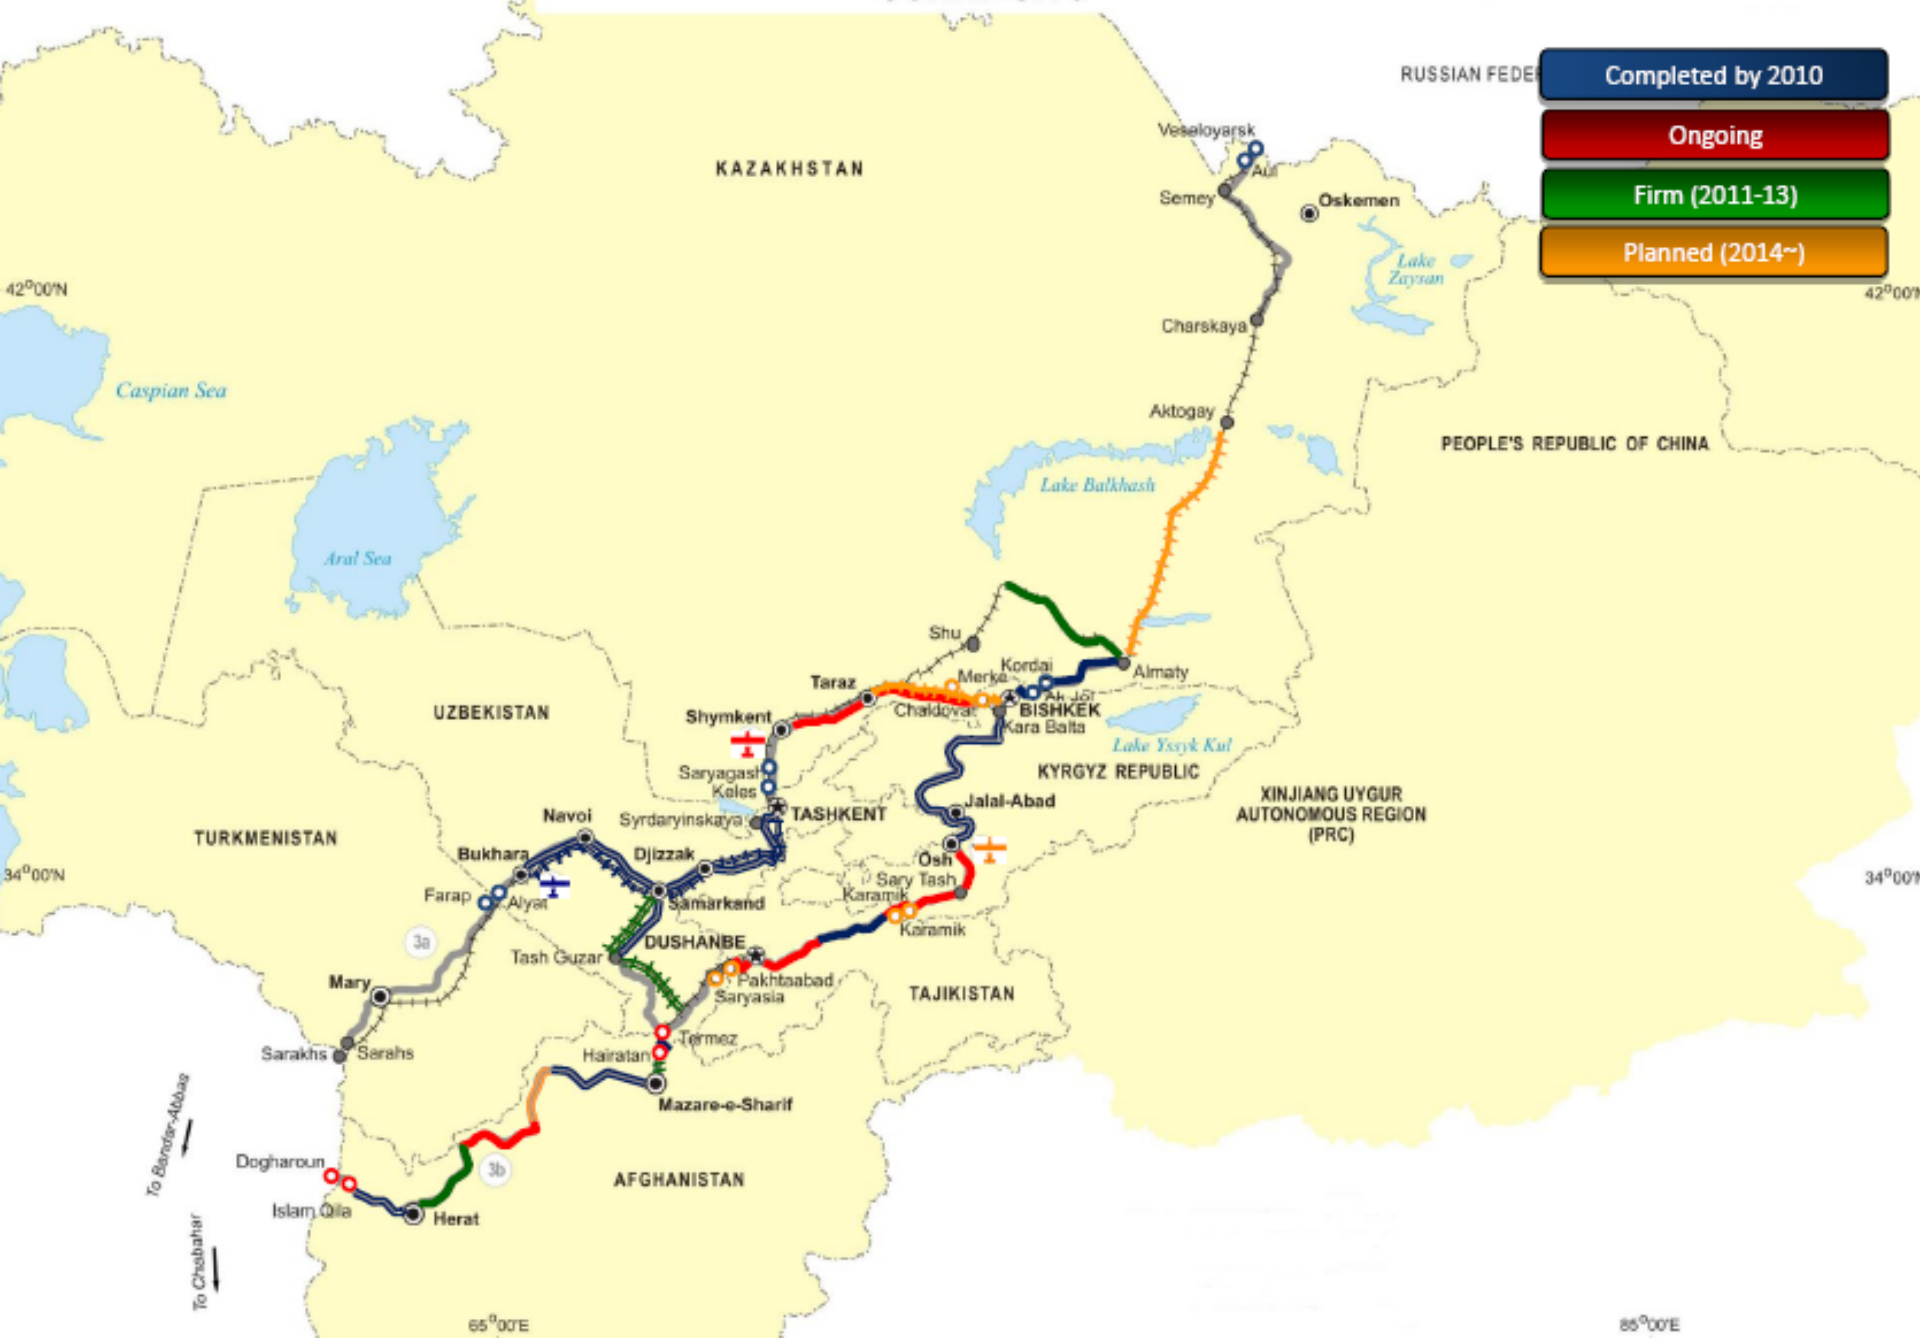 RUSSIAN FEDER
Completed by 2010
Ongoing
Firm (2011-13)
Planned (2014~)
Veseloyarsk
Aul
KAZAKHSTAN
Semey
Oskemen
Lake
Zaysan
42°00'N
42°00'N
Charskaya
Caspian Sea
Aktogay
PEOPLE'S REPUBLIC OF CHINA
Lake Balkhash
Aral Sea
Shu
Kordai
Almaty
Merke
Taraz
Ak Jol
Chaldovat
BISHKEK
UZBEKISTAN
Shymkent
Kara Balta
Lake Yssyk Kul
Saryagash
KYRGYZ REPUBLIC
Keles
XINJIANG UYGUR
AUTONOMOUS REGION
(PRC)
Jalal-Abad
Navoi
Syrdaryinskaya
TASHKENT
TURKMENISTAN
Bukhara
Djizzak
Osh
34°00'N
34°00'N
Sary Tash
Farap
Alyat
Karamik
Samarkand
Karamik
3a
DUSHANBE
Tash Guzar
Mary
Pakhtaabad
TAJIKISTAN
Saryasia
Termez
Sarakhs
Sarahs
Hairatan
Mazare-e-Sharif
To Bandar-Abbas
Dogharoun
3b
AFGHANISTAN
Islam Qila
Herat
To Chabahar
65°00'E
85°00'E